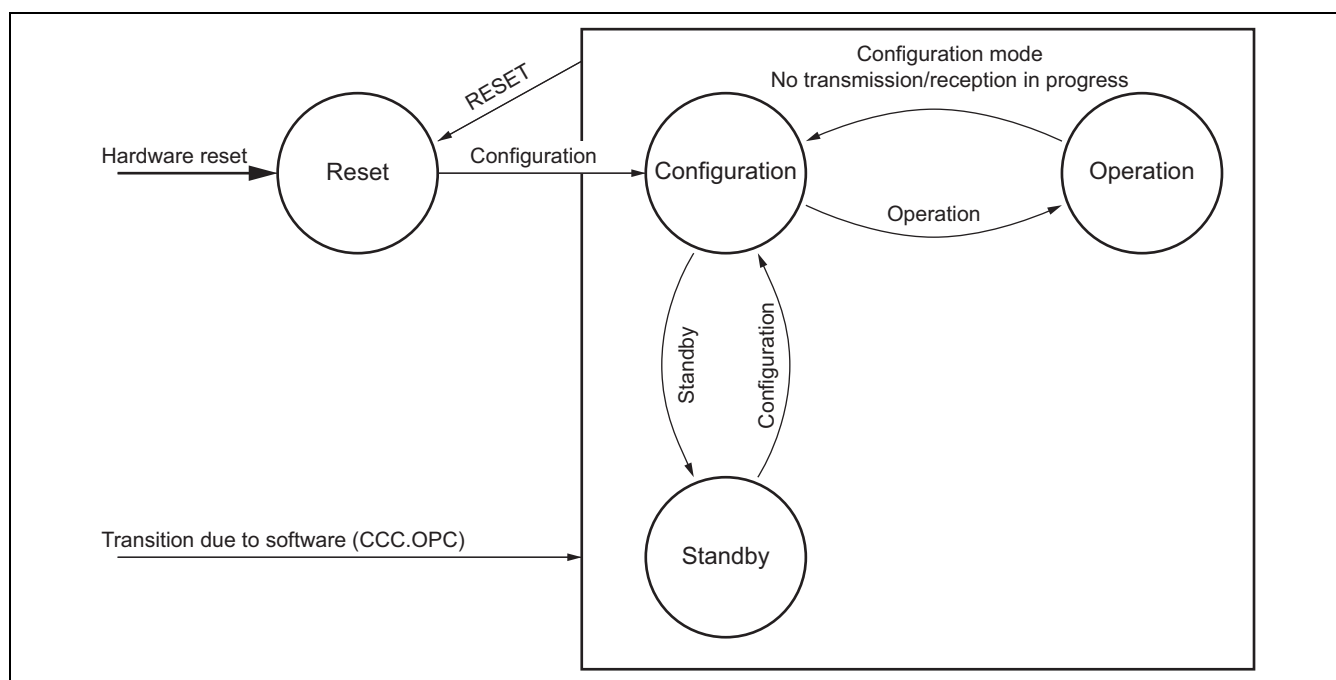 Configuration mode
No transmission/reception in progress
RESET
Hardware reset
Reset
Configuration
Configuration
Operation
Operation
Standby
Configuration
Transition due to software (CCC.OPC)
Standby